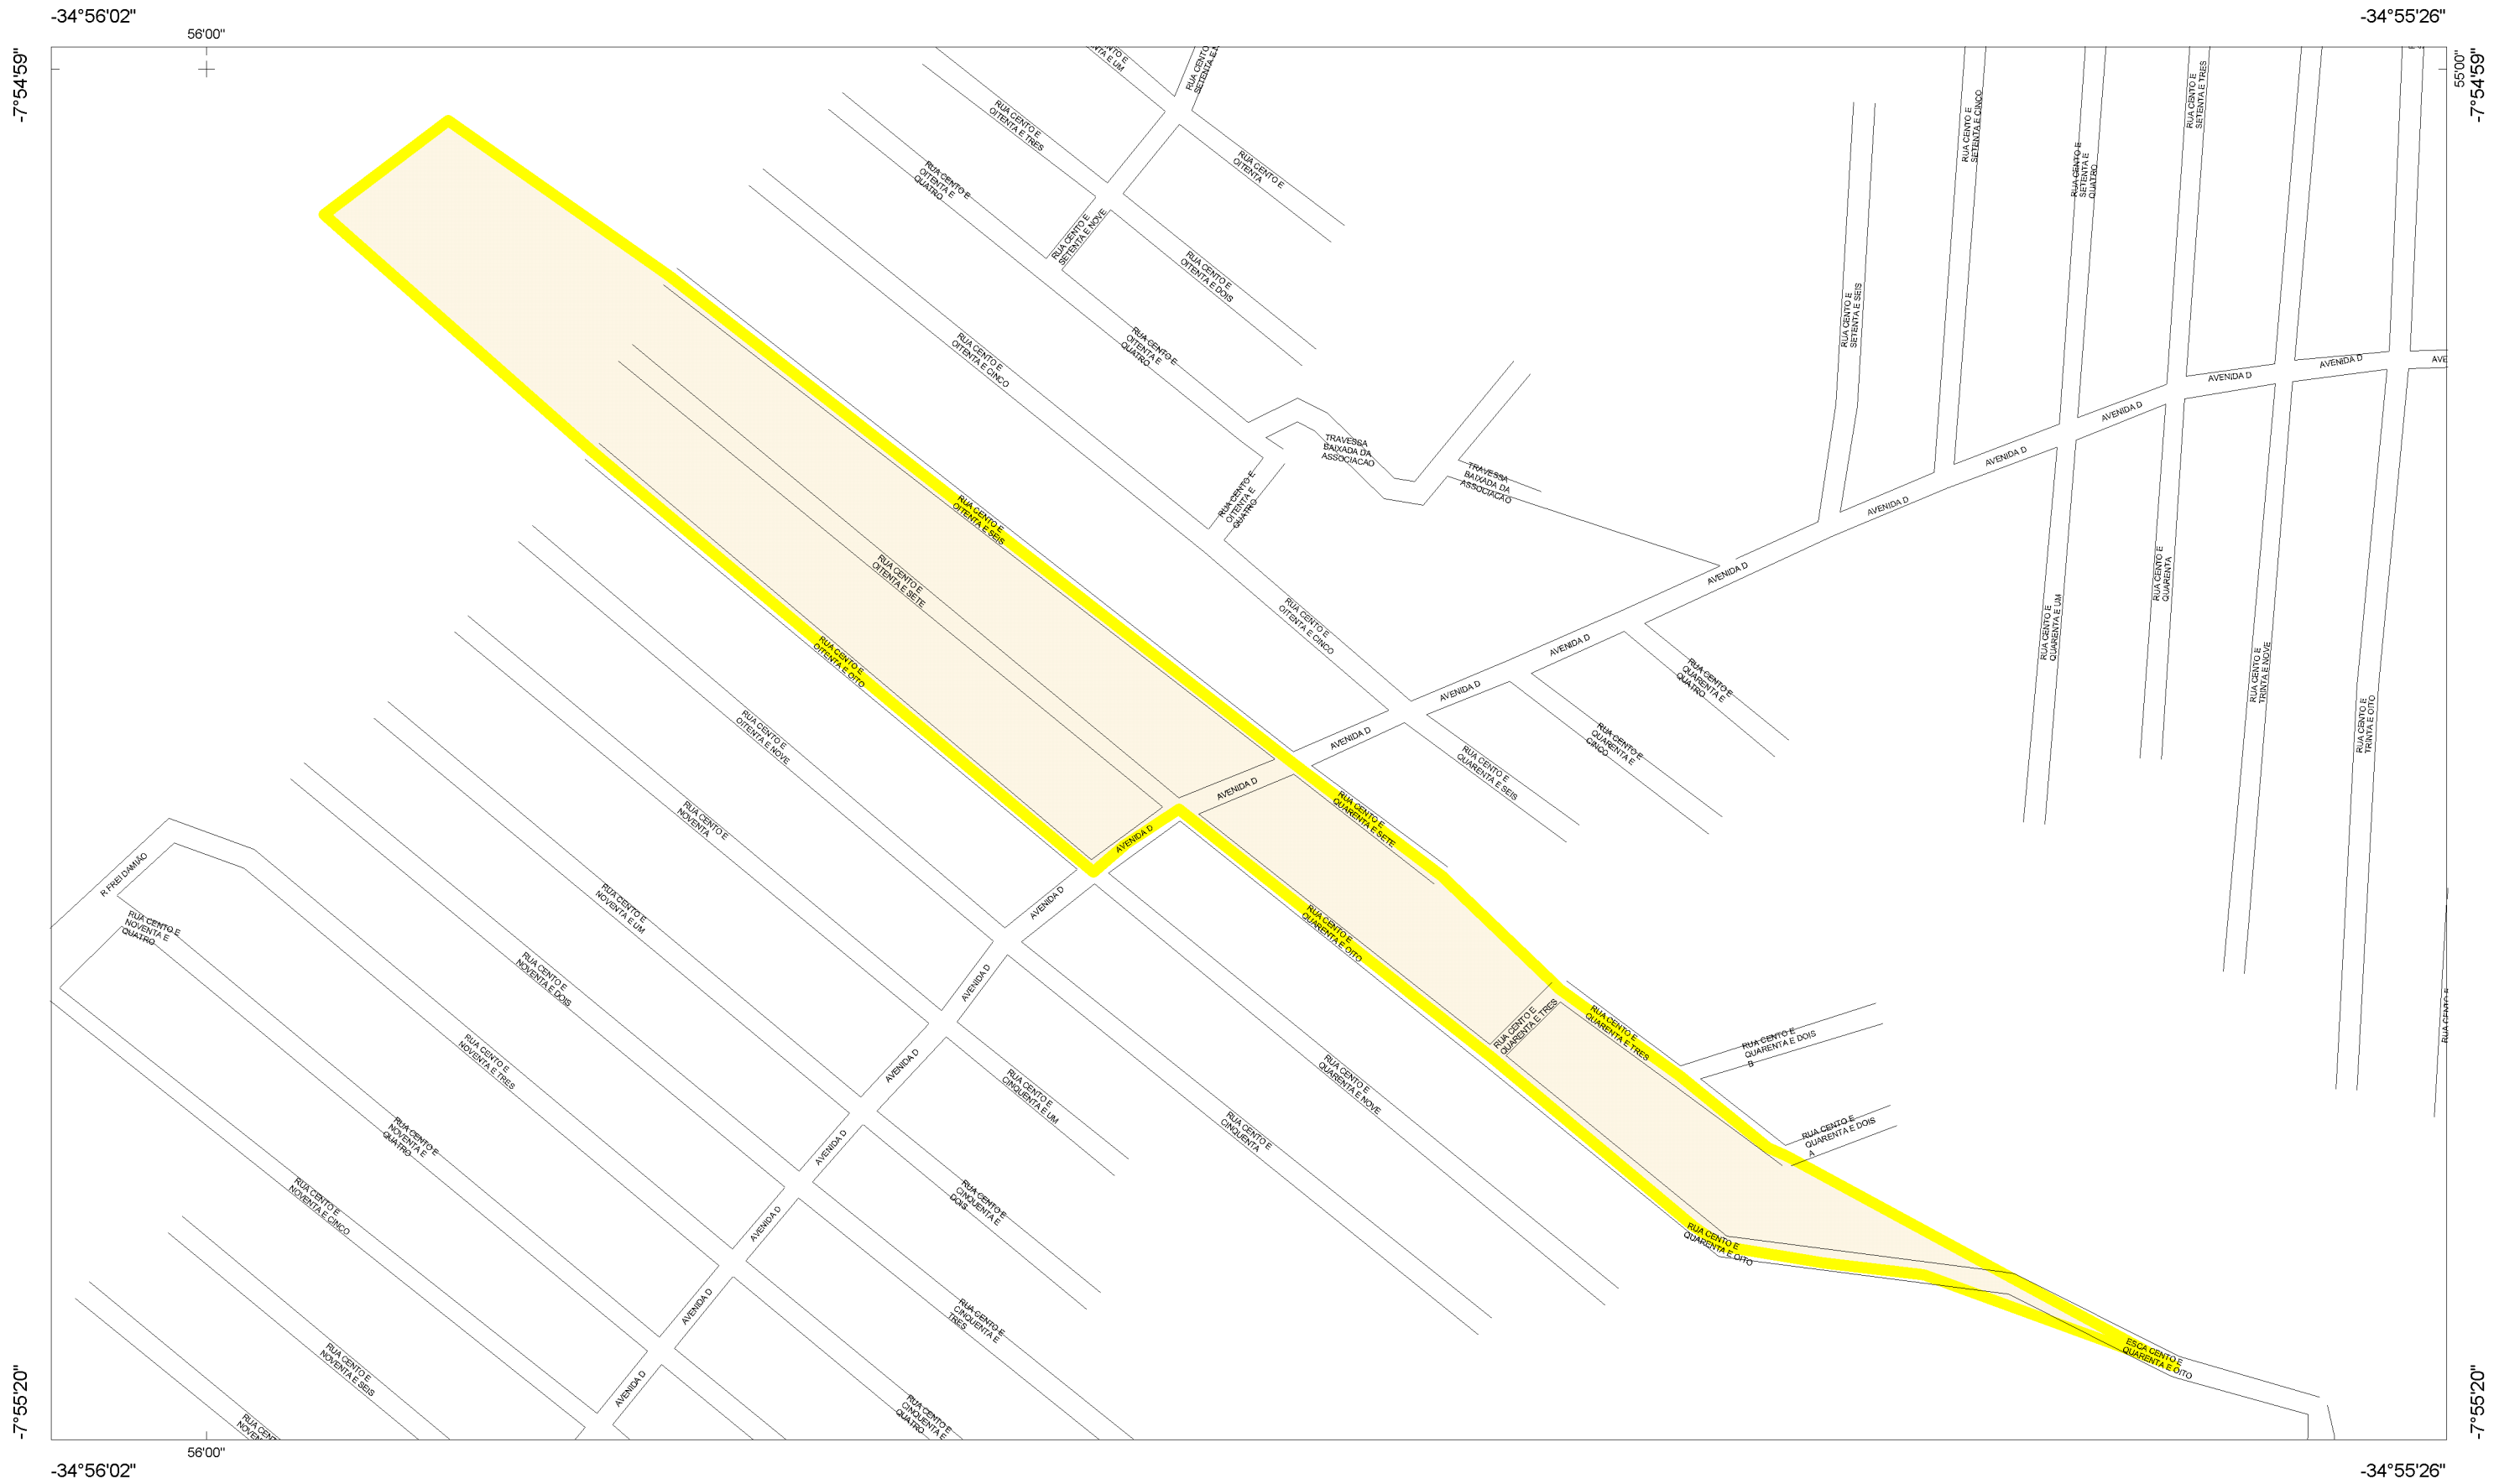 -34°56'02"
-34°55'26"
56'00"
-7°54'59"
55'00"
-7°54'59"
RUA CENTO E
SETENTA E TRES
RUA CENTO E
SETENTA E CINCO
RUA CENTO E
SETENTA E
QUATRO
RUA CENTO E
OITENTA E TRES
RUA CENTO E
OITENTA
RUA CENTO E
OITENTA E
QUATRO
RUA CENTO E
SETENTA E NOVE
RUA CENTO E
OITENTA E DOIS
RUA CENTO E
SETENTA E SEIS
RUA CENTO E
OITENTA E CINCO
RUA CENTO E
OITENTA E
QUATRO
AVENIDA D
AVE
AVENIDA D
AVENIDA D
TRAVESSA
BAIXADA DA
ASSOCIACAO
AVENIDA D
TRAVESSA
BAIXADA DA
ASSOCIACAO
RUA CENTO E
OITENTA E
QUATRO
AVENIDA D
RUA CENTO E
OITENTA E SEIS
RUA CENTO E
OITENTA E SETE
AVENIDA D
RUA CENTO E
QUARENTA
RUA CENTO E
QUARENTA E UM
RUA CENTO E
OITENTA E CINCO
AVENIDA D
RUA CENTO E
OITENTA E OITO
RUA CENTO E
TRINTA E NOVE
RUA CENTO E
QUARENTA E
QUATRO
AVENIDA D
RUA CENTO E
TRINTA E OITO
RUA CENTO E
OITENTA E NOVE
AVENIDA D
RUA CENTO E
QUARENTA E
CINCO
RUA CENTO E
QUARENTA E SEIS
AVENIDA D
RUA CENTO E
QUARENTA E SETE
RUA CENTO E
NOVENTA
AVENIDA D
R FREI DAMIÃO
RUA CENTO E
NOVENTA E UM
AVENIDA D
RUA CENTO E
QUARENTA E OITO
RUA CENTO E
NOVENTA E
QUATRO
RUA CENTO E
NOVENTA E DOIS
AVENIDA D
RUA CENTO E
QUARENTA E TRES
RUA CENTO E
QUARENTA E TRES
RUA CENTO E
QUARENTA E DOIS
B
RUA CENTO E
RUA CENTO E
NOVENTA E TRES
AVENIDA D
RUA CENTO E
CINQUENTA E UM
RUA CENTO E
QUARENTA E NOVE
RUA CENTO E
QUARENTA E DOIS
A
RUA CENTO E
NOVENTA E
QUATRO
AVENIDA D
RUA CENTO E
CINQUENTA
RUA CENTO E
NOVENTA E CINCO
AVENIDA D
RUA CENTO E
CINQUENTA E
DOIS
RUA CENTO E
QUARENTA E OITO
AVENIDA D
RUA CENTO E
CINQUENTA E
TRES
RUA CENTO E
NOVENTA E SEIS
ESCA CENTO E
QUARENTA E OITO
AVENIDA D
RUA CENTO E
CINQUENTA E
QUATRO
-7°55'20"
-7°55'20"
56'00"
-34°56'02"
-34°55'26"